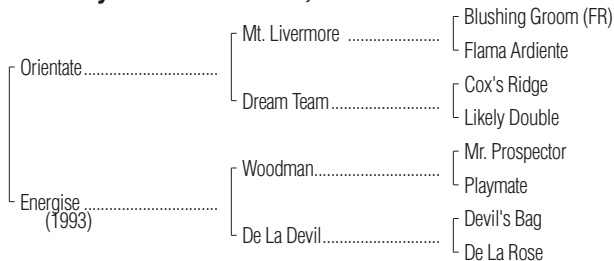 Blushing Groom (FR)
Mt. Livermore ....................
Flama Ardiente
Orientate..............................
Cox's Ridge
Dream Team........................
Likely Double
Mr. Prospector
Woodman............................
Playmate
Energise ..............................
(1993)
Devil's Bag
De La Devil..........................
De La Rose